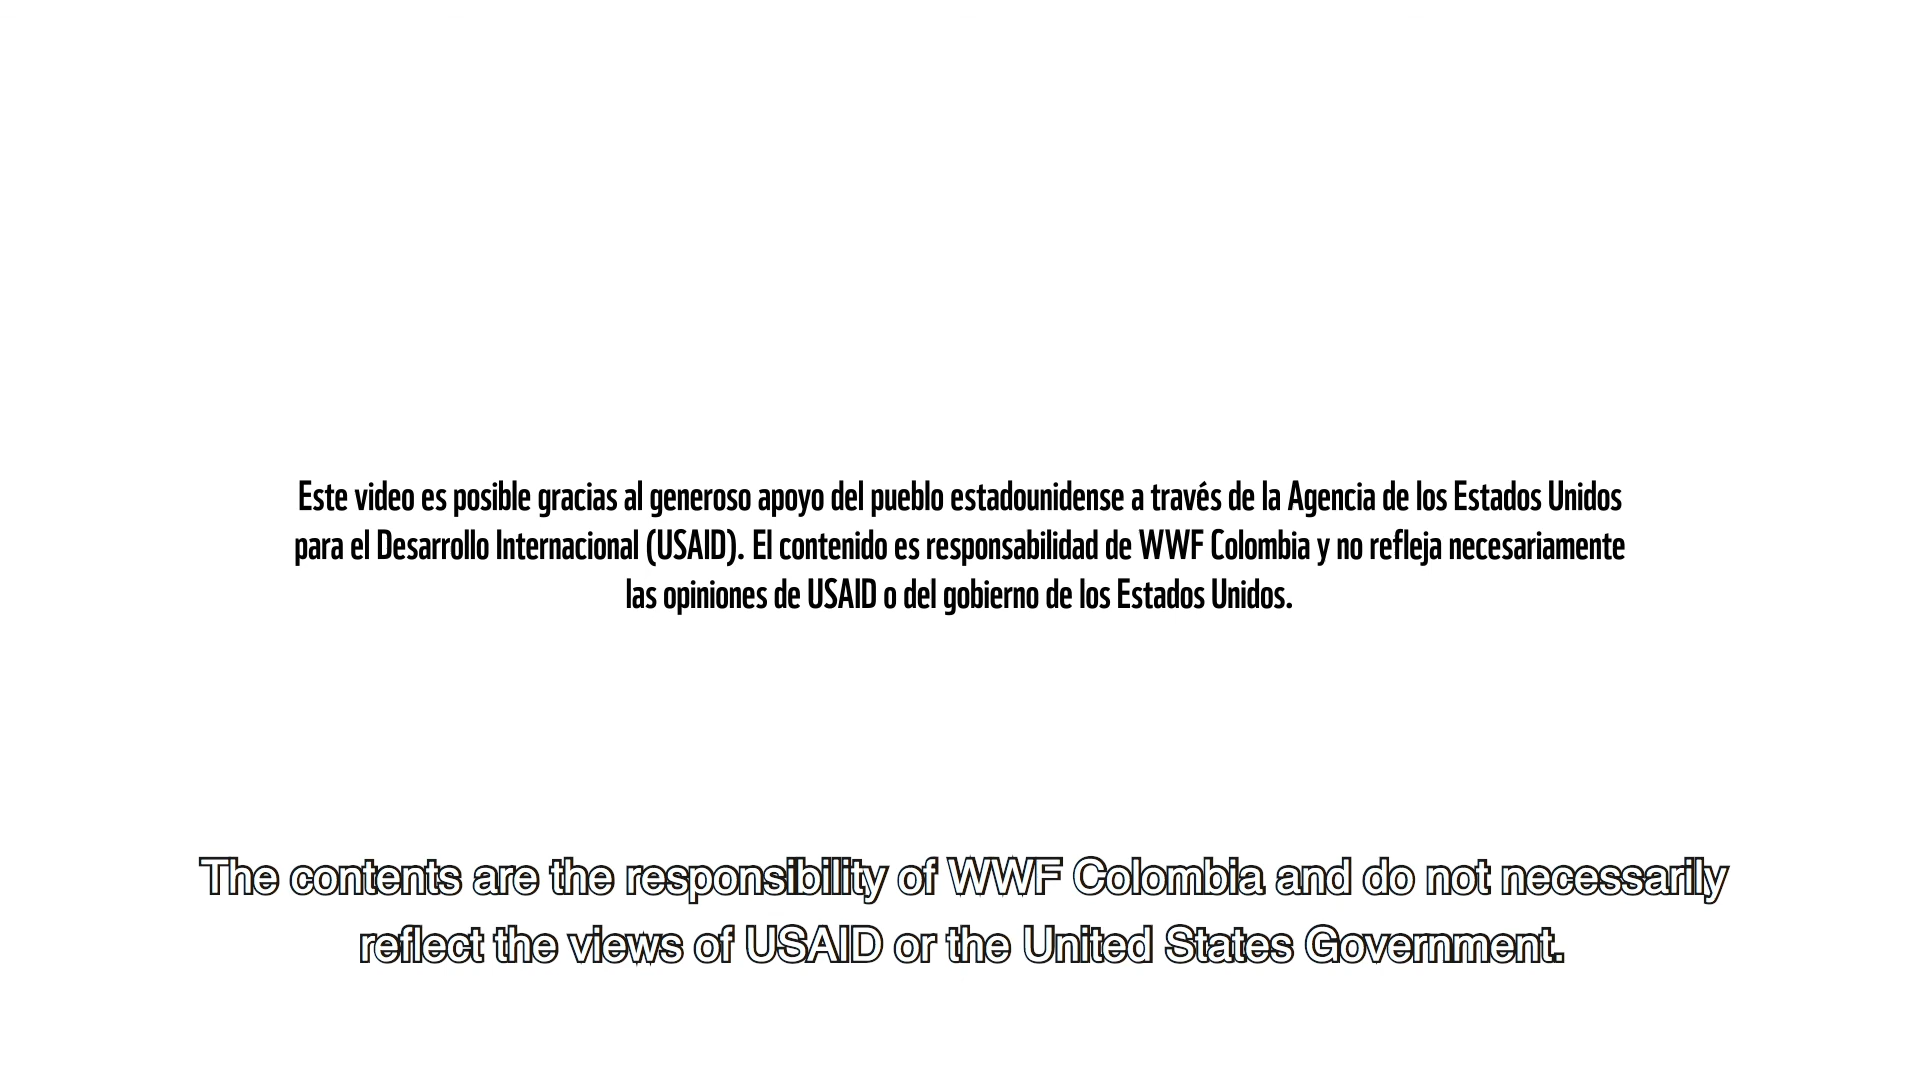 Este video es posible gracias al generoso apoyo del pueblo estadounidense a través de la Agencia de los Estados Unidos
para el Desarrollo Internacional (USAID). El contenido es responsabilidad de WWF Colombia y no refleja necesariamente
las opiniones de USAID o del gobierno de los Estados Unidos.
The contents are the responsibility of WWF Colombia and do not necessarily
reflect the views of USAID or the United States Government.